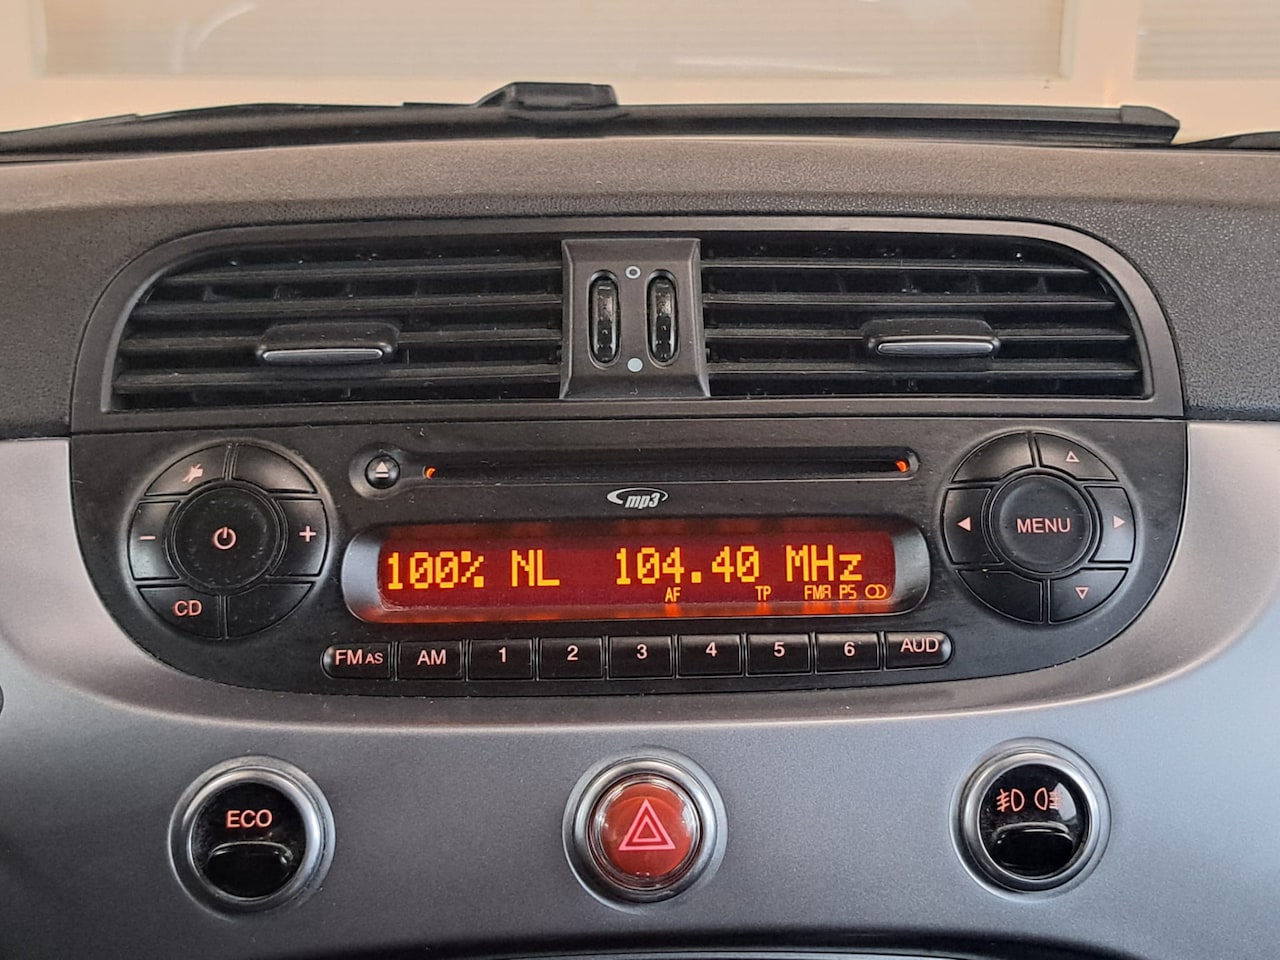 mp3
MENU
100% NL 104.40 MHz
AF TP FMA PS
CD
FM AS AM 1 2 3 4 5 6 AUD
ECO